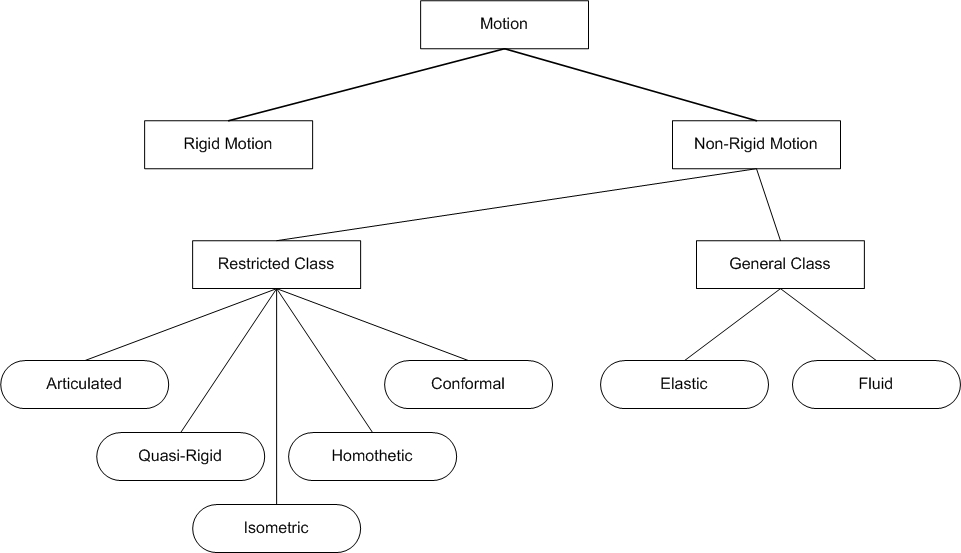 Motion
Rigid Motion
Non-Rigid Motion
Restricted Class
General Class
Articulated
Conformal
Elastic
Fluid
Quasi-Rigid
Homothetic
Isometric